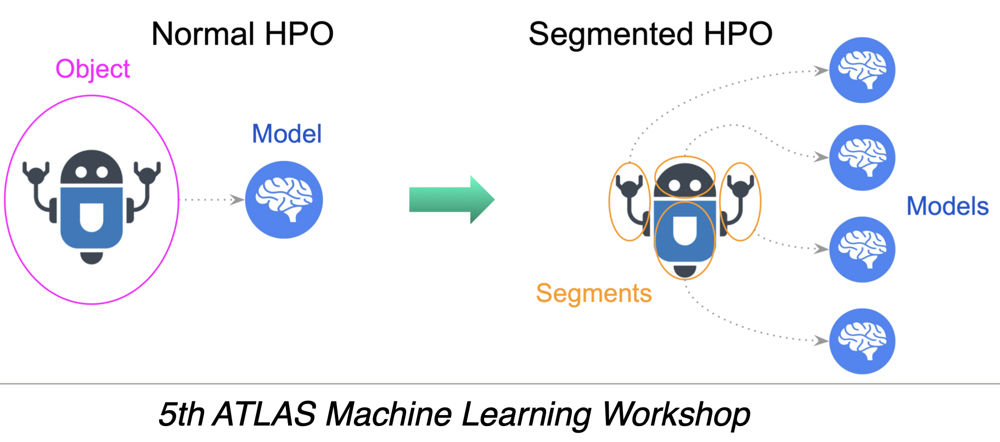 Normal HPO
Object
Model
Segmented HPO
Segments
Models
5th ATLAS Machine Learning Workshop